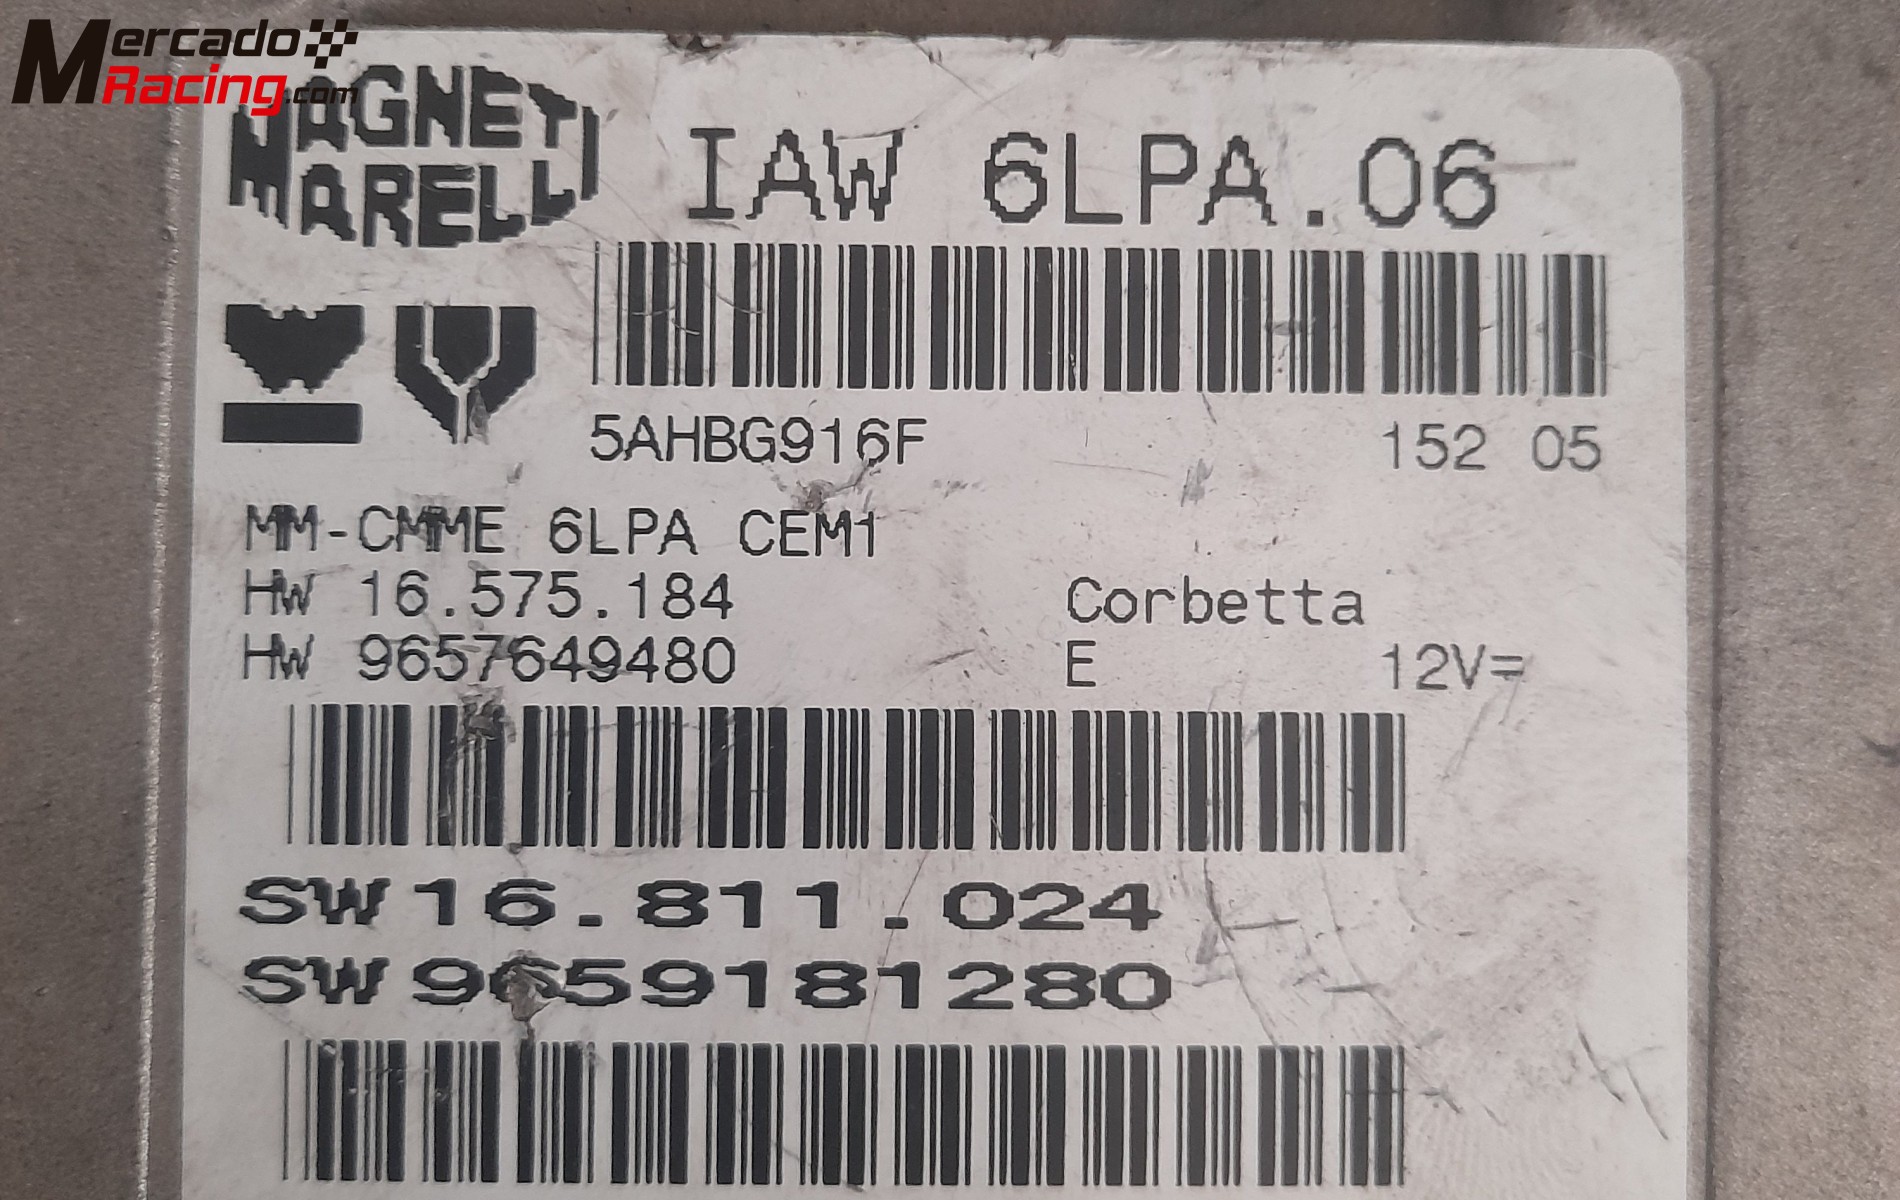 Mercado
Racing.com
MAGNETI
MARELLI
IAW 6LPA.06
5AHBG916F 152 05
MM-CMME 6LPA CEM1
HW 16.575.184 Corbetta
HW 9657649480 E 12V=
SW16.811.024
SW9659181280